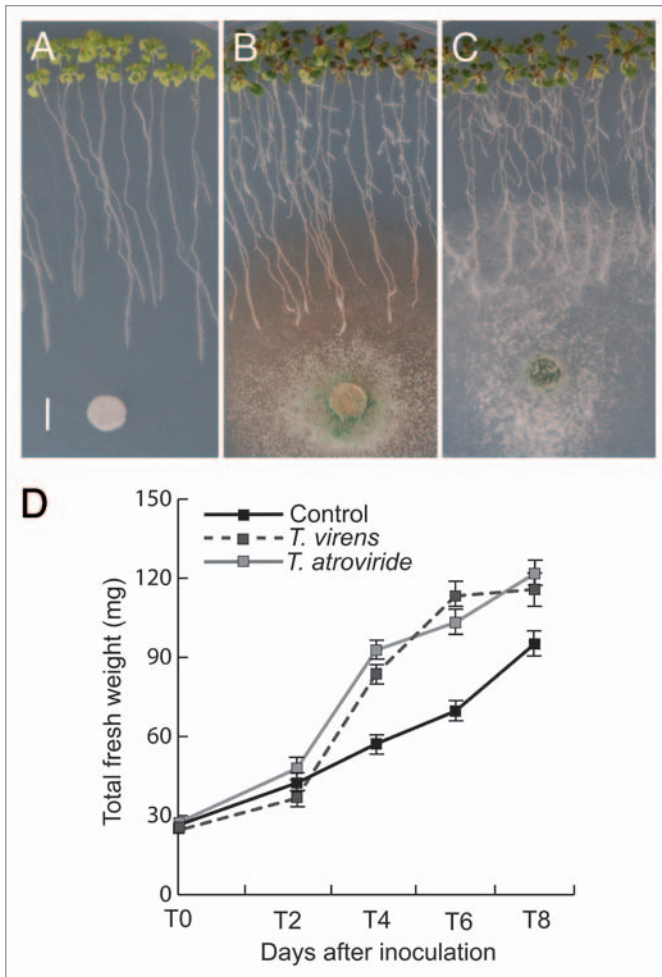 A
B
C
D
150
120
90
60
30
0
Total fresh weight (mg)
Control
T. virens
T. atroviride
T0 T2 T4 T6 T8
Days after inoculation